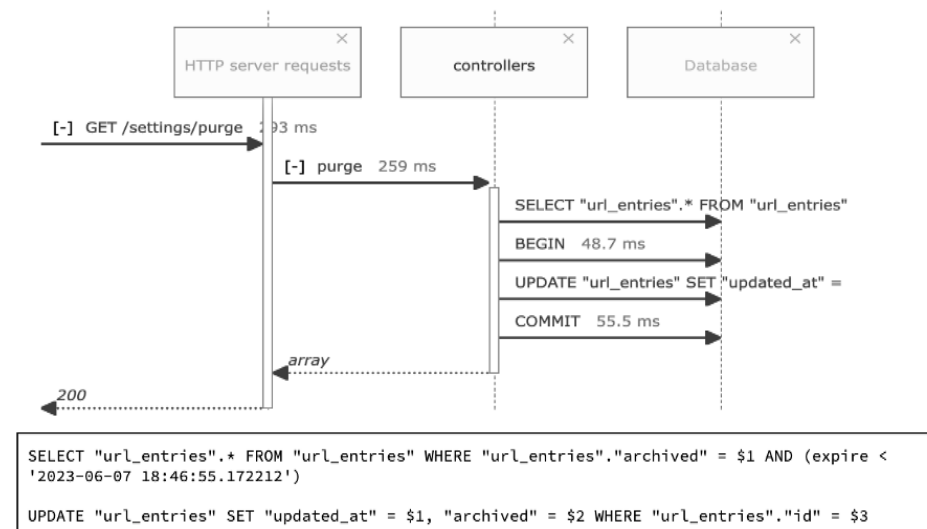 HTTP server requests
controllers
Database
[-] GET /settings/purge 293 ms
[-] purge 259 ms
SELECT "url_entries".* FROM "url_entries"
BEGIN 48.7 ms
UPDATE "url_entries" SET "updated_at" =
COMMIT 55.5 ms
array
200
SELECT "url_entries".* FROM "url_entries" WHERE "url_entries"."archived" = $1 AND (expire <
'2023-06-07 18:46:55.172212')
UPDATE "url_entries" SET "updated_at" = $1, "archived" = $2 WHERE "url_entries"."id" = $3